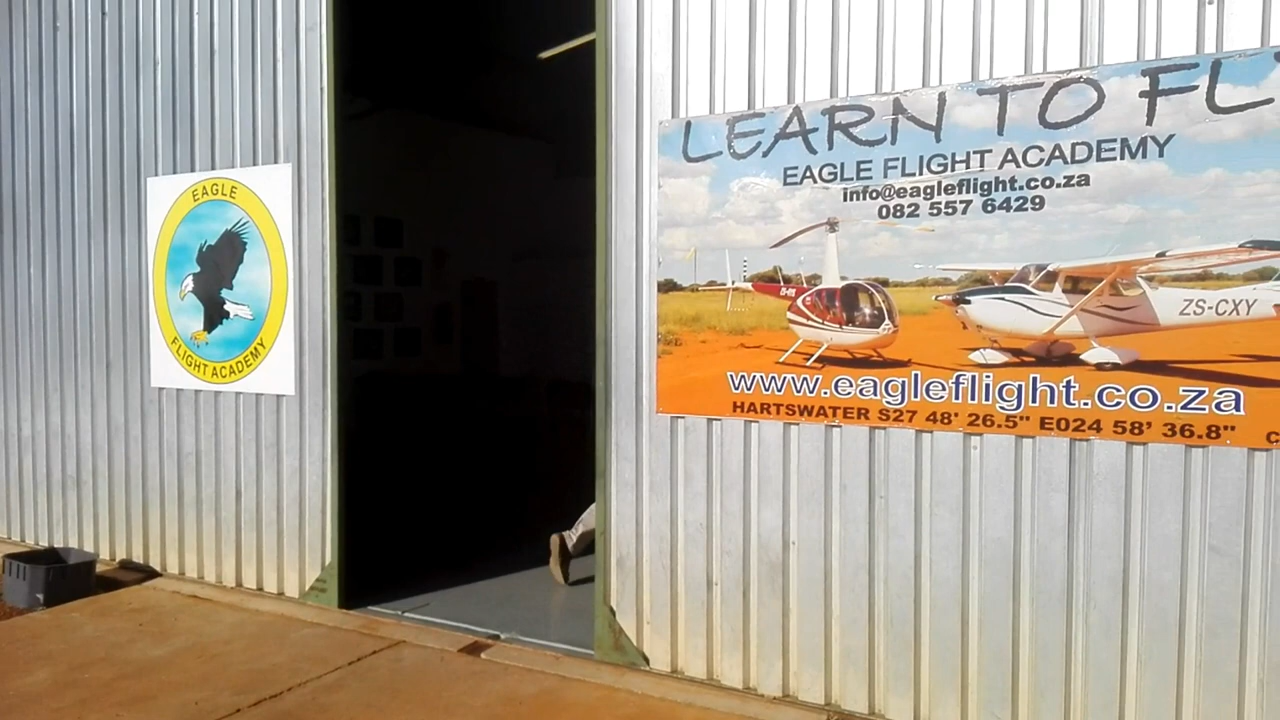 EAGLE
FLIGHT ACADEMY
LEARN TO FL
EAGLE FLIGHT ACADEMY
info@eagleflight.co.za
082 557 6429
ZS-CXY
www.eagleflight.co.za
HARTSWATER S27 48' 26.5" E024 58' 36.8"